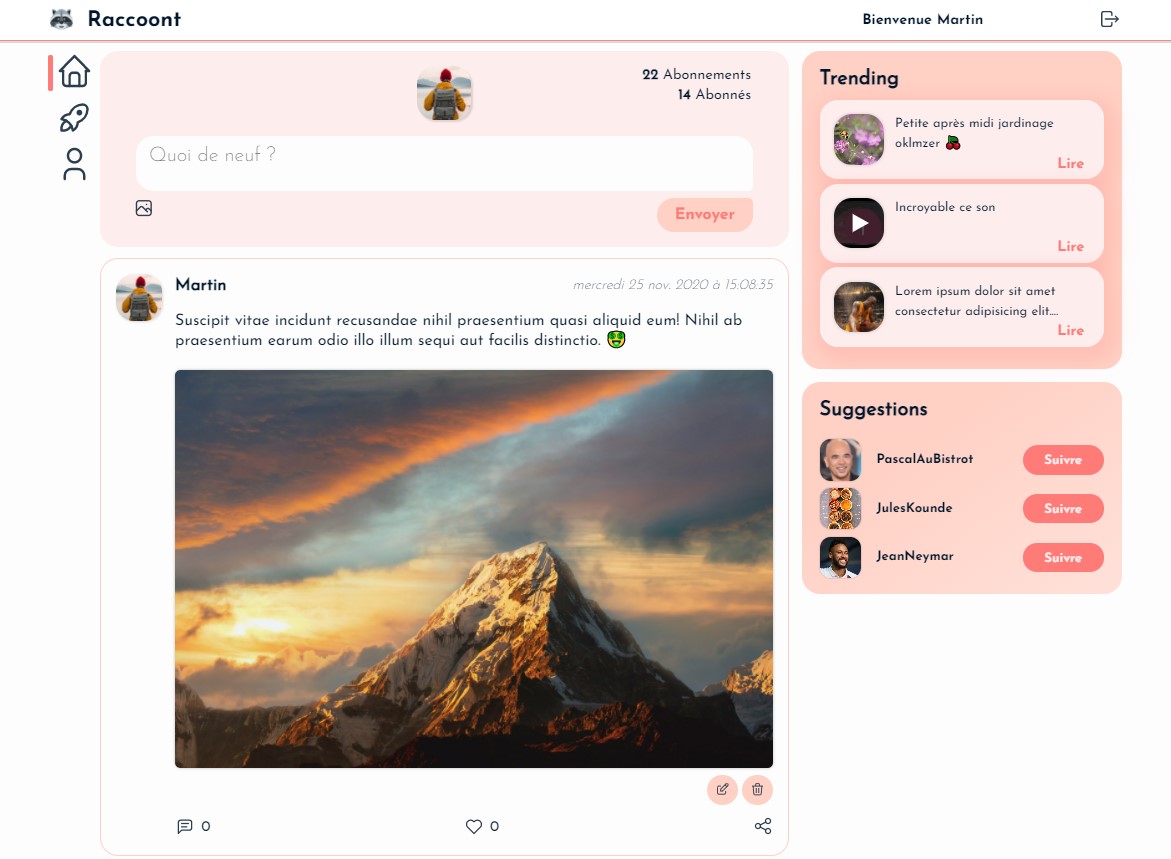 Raccoont
Bienvenue Martin
22 Abonnements
14 Abonnés
Quoi de neuf ?
Envoyer
Martin
mercredi 25 nov. 2020 à 15:08:35
Suscipit vitae incidunt recusandae nihil praesentium quasi aliquid eum! Nihil ab
praesentium earum odio illo illum sequi aut facilis distinctio. 🤑
0
0
Trending
Petite après midi jardinage
oklmzer 🍒
Lire
Incroyable ce son
Lire
Lorem ipsum dolor sit amet
consectetur adipisicing elit....
Lire
Suggestions
PascalAuBistrot
Suivre
JulesKounde
Suivre
JeanNeymar
Suivre